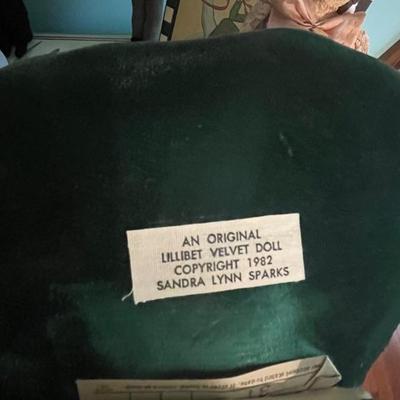 AN ORIGINAL
LILLIBET VELVET DOLL
COPYRIGHT 1982
SANDRA LYNN SPARKS